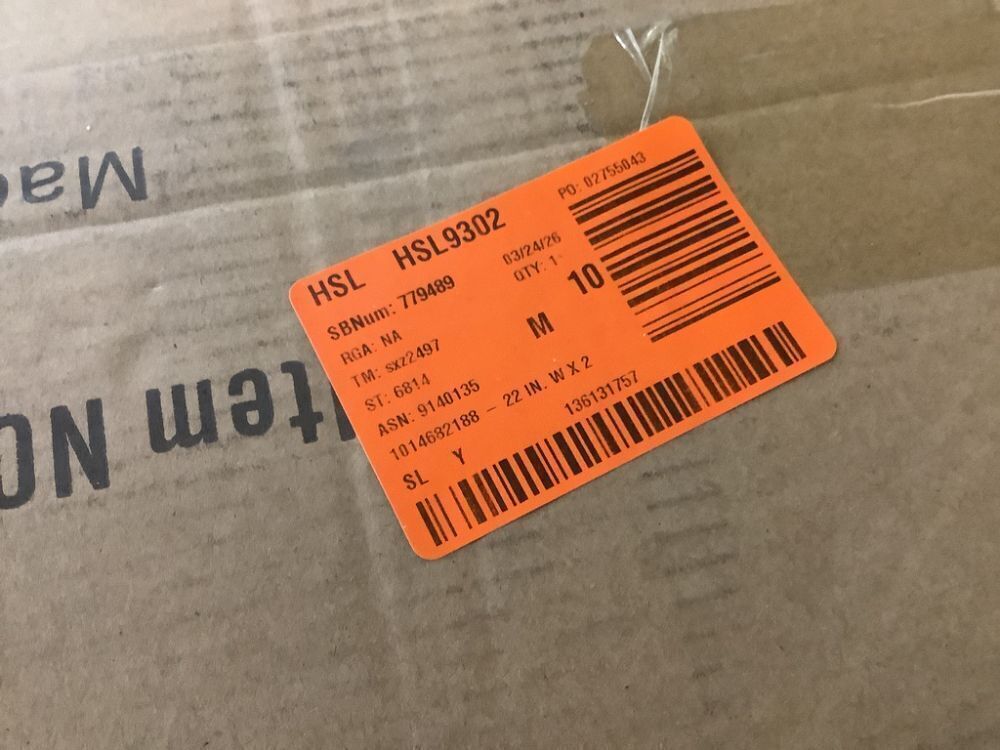 HSL HSL9302
PO: 02755043
SBNum: 779489
03/24/26
RGA: NA
QTY: 1
TM: sxz2497
10
ST: 6814
M
ASN: 9140135
1014682188 - 22 IN. W X 2
136131757
SL Y
Item NO
Ma